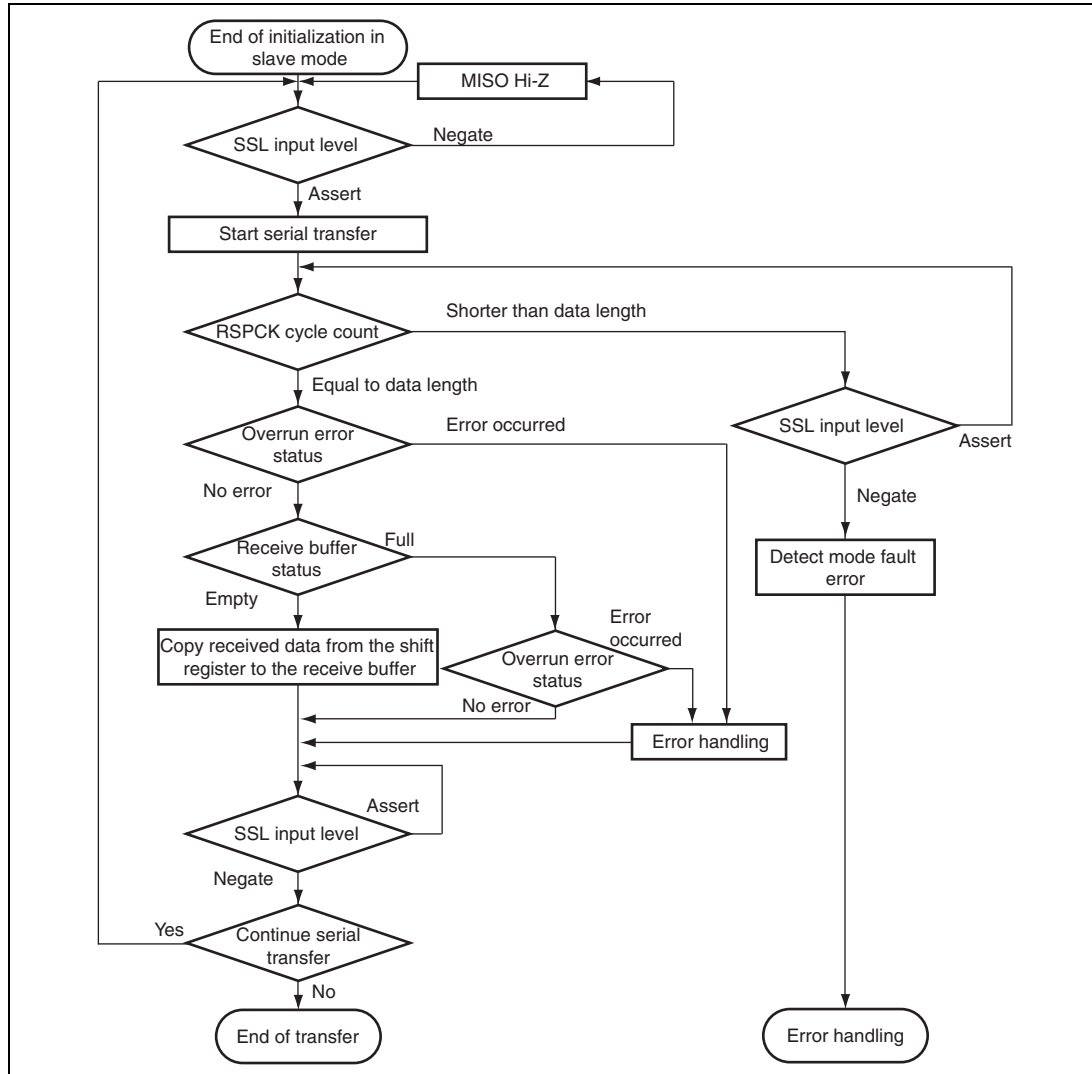 End of initialization in
slave mode
MISO Hi-Z
SSL input level
Negate
Assert
Start serial transfer
RSPCK cycle count
Shorter than data length
Equal to data length
SSL input level
Assert
Overrun error
status
Error occurred
No error
Negate
Receive buffer
status
Full
Detect mode fault
error
Empty
Copy received data from the shift
register to the receive buffer
Error
occurred
Overrun error
status
No error
Error handling
Assert
SSL input level
Negate
Yes
Continue serial
transfer
No
End of transfer
Error handling